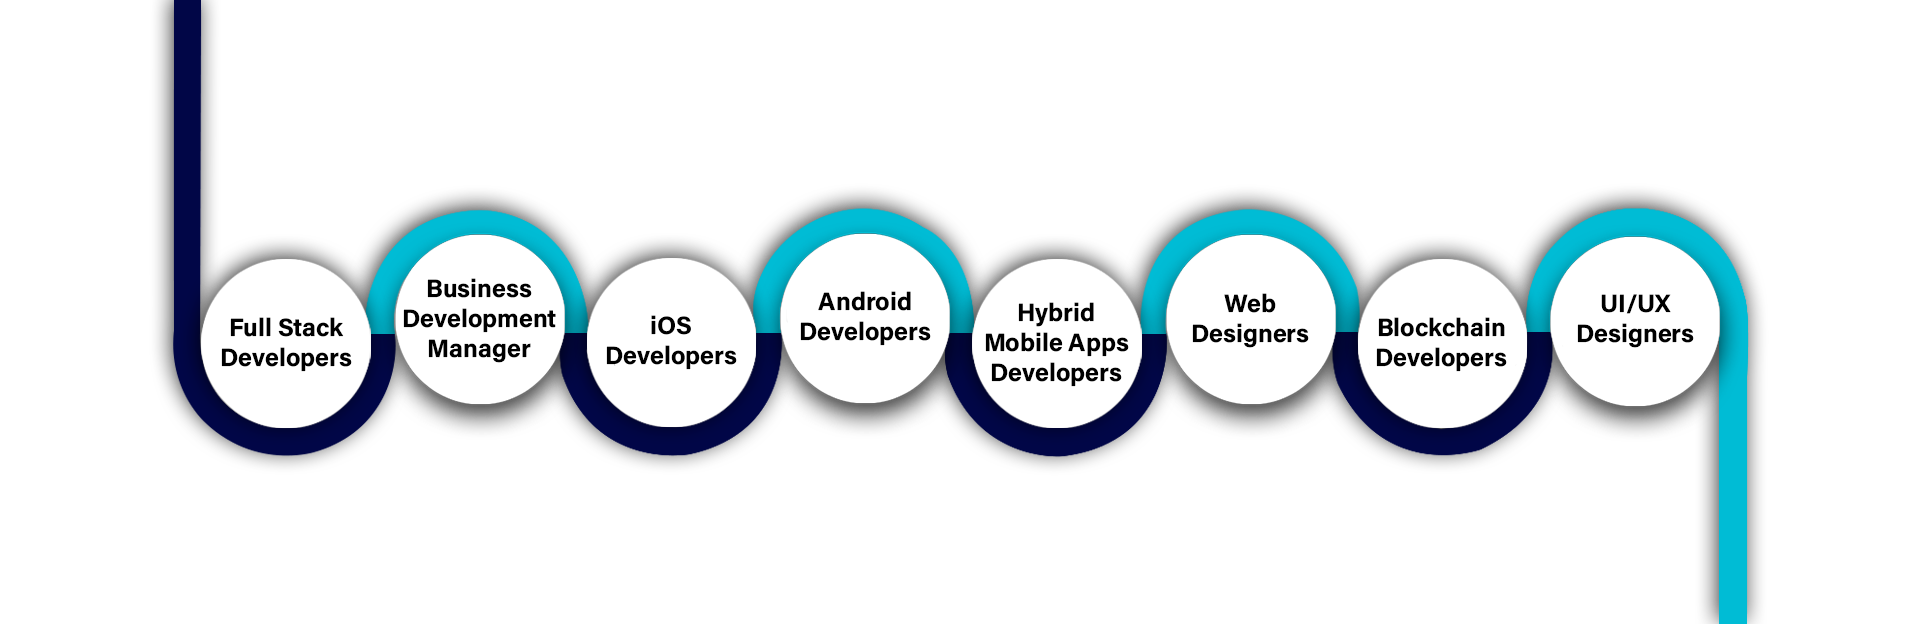 Full Stack
Developers
Business
Development
Manager
iOS
Developers
Android
Developers
Hybrid
Mobile Apps
Developers
Web
Designers
Blockchain
Developers
UI/UX
Designers